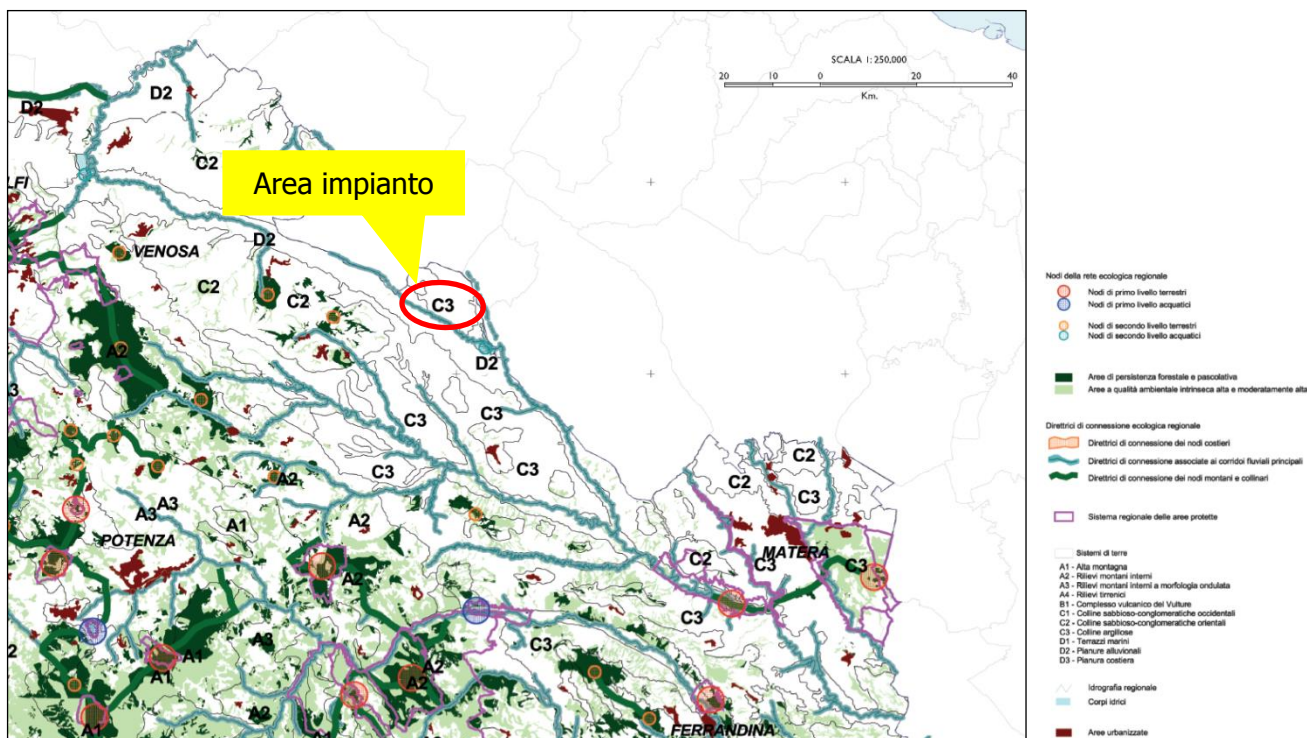 SCALA 1: 250,000
20 10 0 20 40
Km.
D2
D2
C2
Area impianto
LFI
VENOSA
D2
C2
C2
C3
D2
A2
3
C3
C3
C3
C3
A2
C2
C2
C3
A3
A3
A1
A2
POTENZA
MATERA
C2
C3
C3
A2
C3
A3
C3
A1
A2
A2
2
A2
A1
FERRANDINA
Nodi della rete ecologica regionale
Nodi di primo livello terrestri
Nodi di primo livello acquatici
Nodi di secondo livello terrestri
Nodi di secondo livello acquatici
Aree di persistenza forestale e pascolativa
Aree a qualità ambientale intrinseca alta e moderatamente alta
Direttrici di connessione ecologica regionale
Direttrici di connessione dei nodi costieri
Direttrici di connessione associate ai corridoi fluviali principali
Direttrici di connessione dei nodi montani e collinari
Sistema regionale delle aree protette
Sistemi di terre
A1 - Alta montagna
A2 - Rilievi montani interni
A3 - Rilievi montani interni a morfologia ondulata
A4 - Rilievi tirrenici
B1 - Complesso vulcanico del Vulture
C1 - Colline sabbioso-conglomeratiche occidentali
C2 - Colline sabbioso-conglomeratiche orientali
C3 - Colline argillose
D1 - Terrazzi marini
D2 - Pianure alluvionali
D3 - Pianura costiera
Idrografia regionale
Corpi idrici
Aree urbanizzate